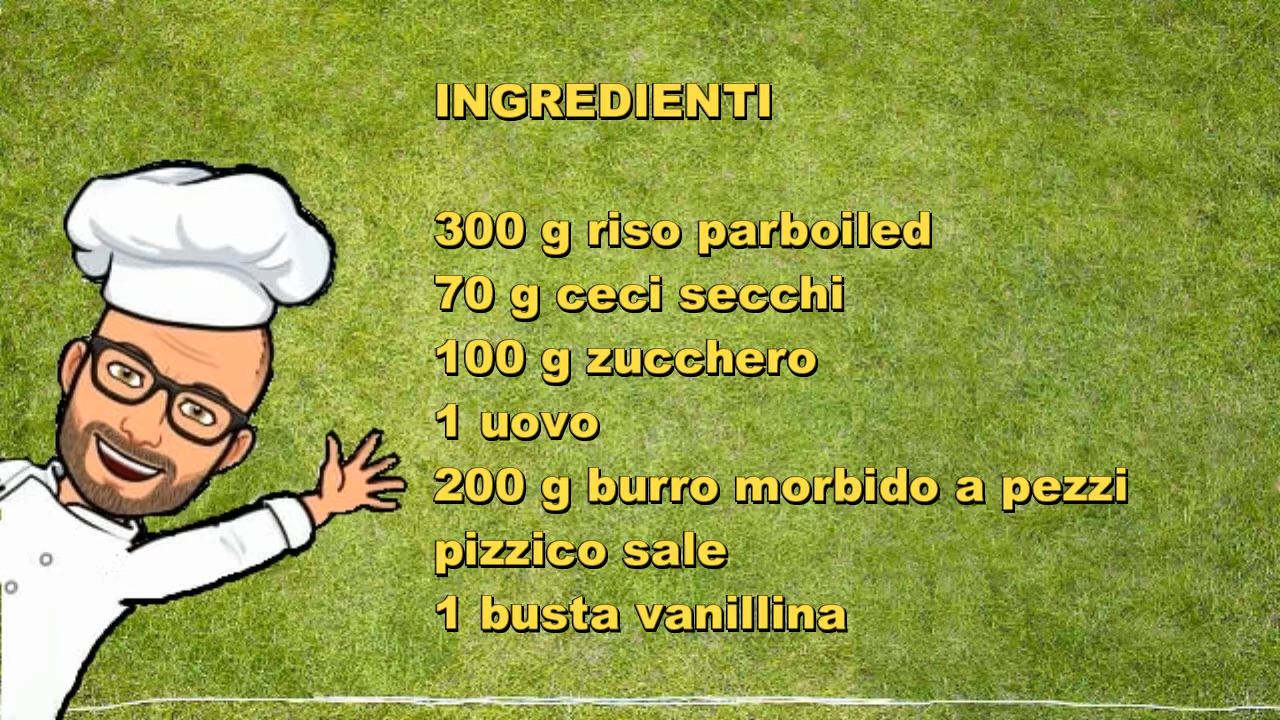 INGREDIENTI
300 g riso parboiled
70 g ceci secchi
100 g zucchero
1 uovo
200 g burro morbido a pezzi
pizzico sale
1 busta vanillina